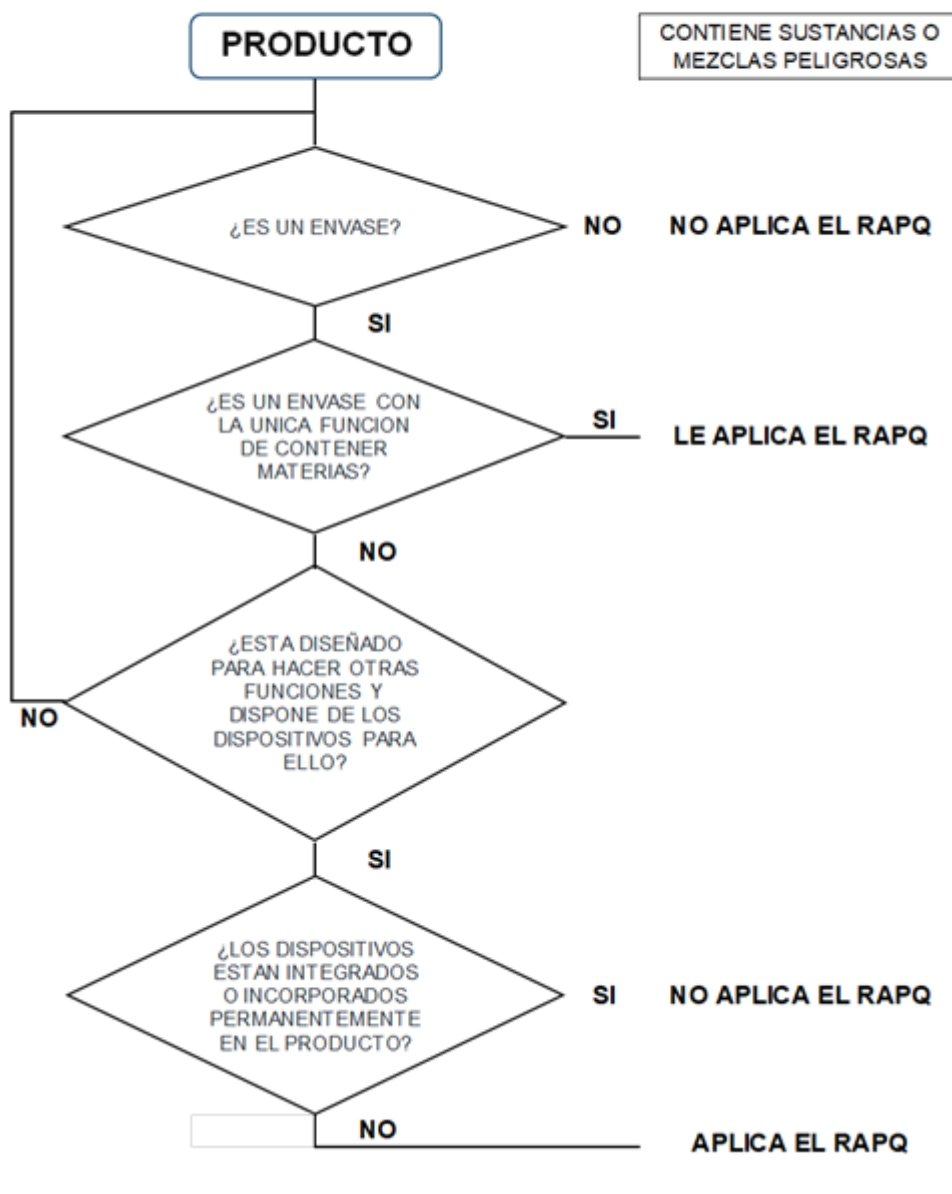 PRODUCTO
CONTIENE SUSTANCIAS O
MEZCLAS PELIGROSAS
¿ES UN ENVASE?
NO
NO APLICA EL RAPQ
SI
¿ES UN ENVASE CON
LA UNICA FUNCION
DE CONTENER
MATERIAS?
SI
LE APLICA EL RAPQ
NO
¿ESTA DISEÑADO
PARA HACER OTRAS
FUNCIONES Y
DISPONE DE LOS
DISPOSITIVOS PARA
ELLO?
NO
SI
¿LOS DISPOSITIVOS
ESTAN INTEGRADOS
O INCORPORADOS
PERMANENTEMENTE
EN EL PRODUCTO?
SI
NO APLICA EL RAPQ
NO
APLICA EL RAPQ